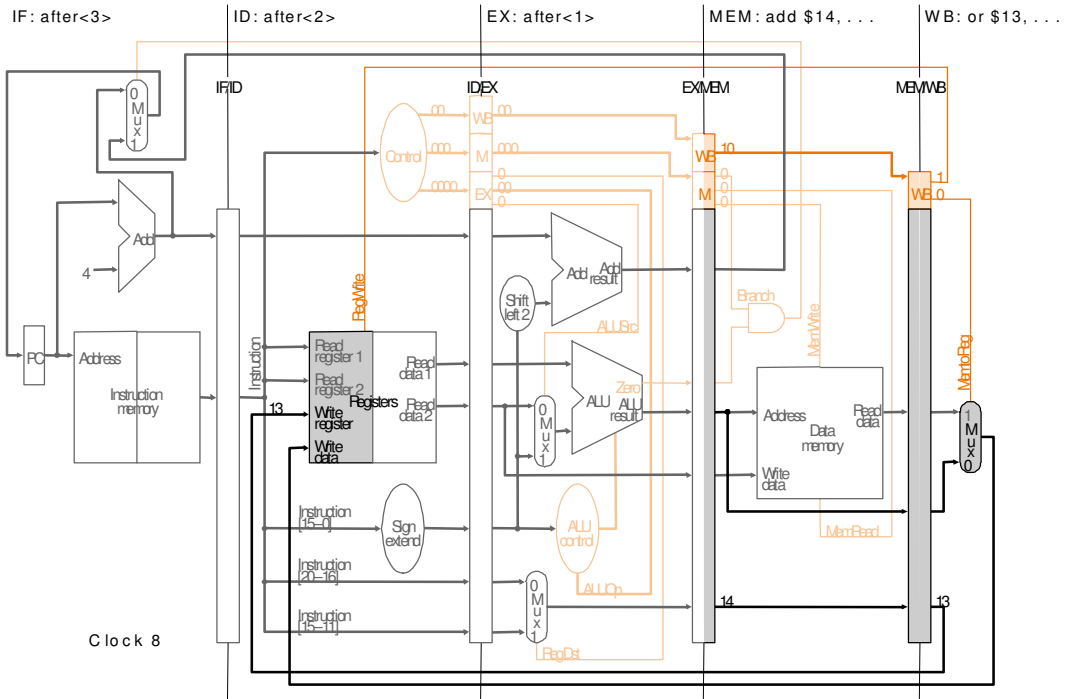 IF: after<3>
ID: after<2>
EX: after<1>
MEM: add $14, . . .
WB: or $13, . . .
IF/ID
ID/EX
EX/MEM
MEM/WB
0
M
u
x
1
Control
00
000
0000
WB
M
EX
00
000
0
00
0
WB
M
10
0
0
0
WB
1
0
Add
4
RegWrite
Add
Add
result
Shift
left 2
Branch
ALUSrc
MemWrite
MemtoReg
PC
Address
Instruction
memory
Instruction
Read
register 1
Read
register 2
Registers
Write
register
Write
data
Read
data 1
Read
data 2
13
0
M
u
x
1
Zero
ALU
ALU
result
Address
Read
data
Data
memory
Write
data
1
M
u
x
0
Instruction
[15–0]
Sign
extend
ALU
control
MemRead
Instruction
[20–16]
Instruction
[15–11]
0
M
u
x
1
ALUOp
RegDst
14
13
Clock 8